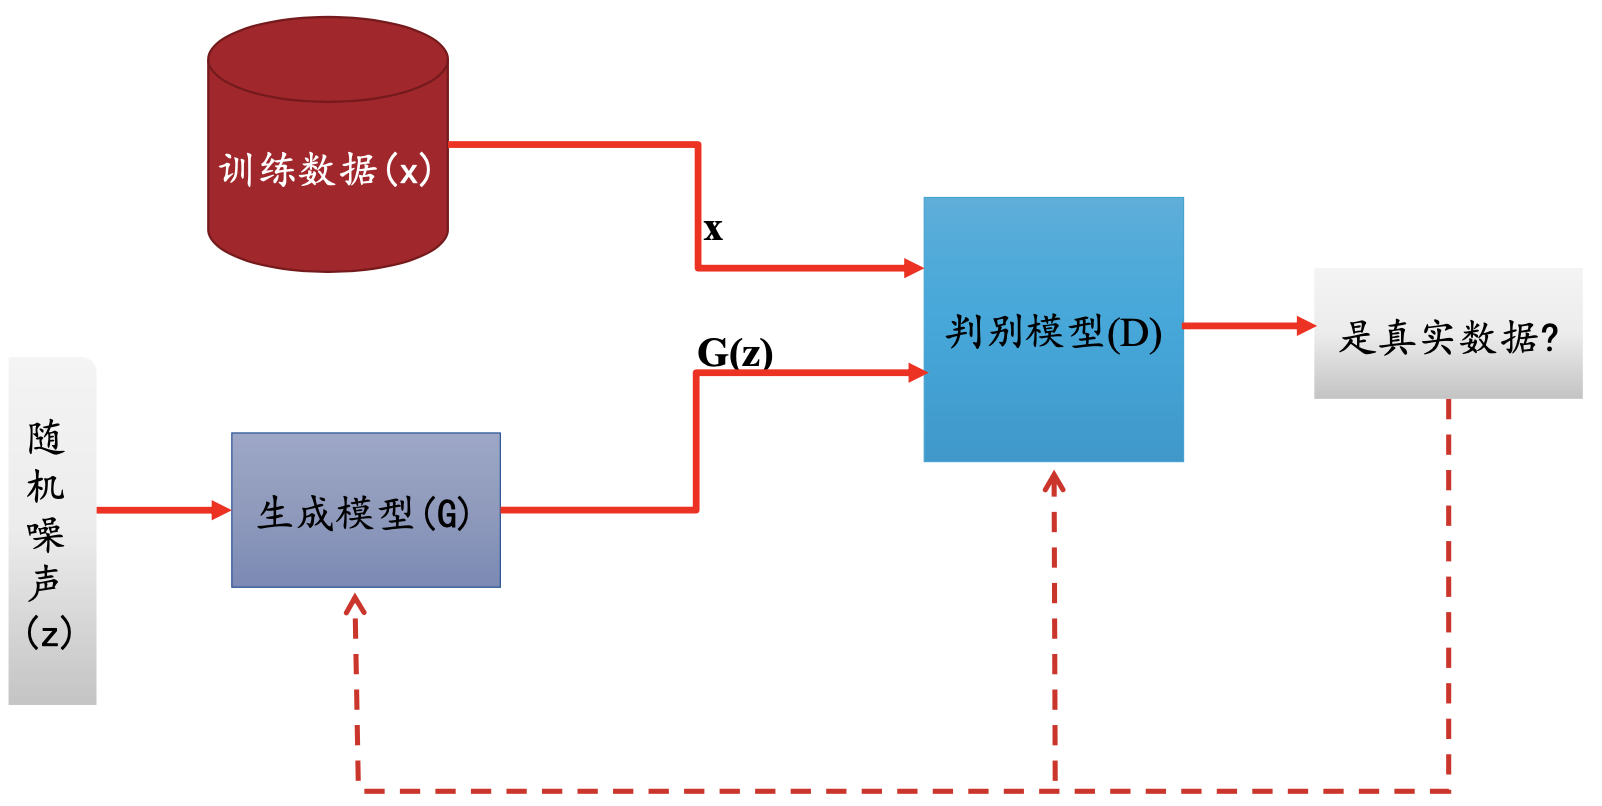 训练数据(x)
x
判别模型(D)
是真实数据?
G(z)
随
机
噪
声
(z)
生成模型(G)